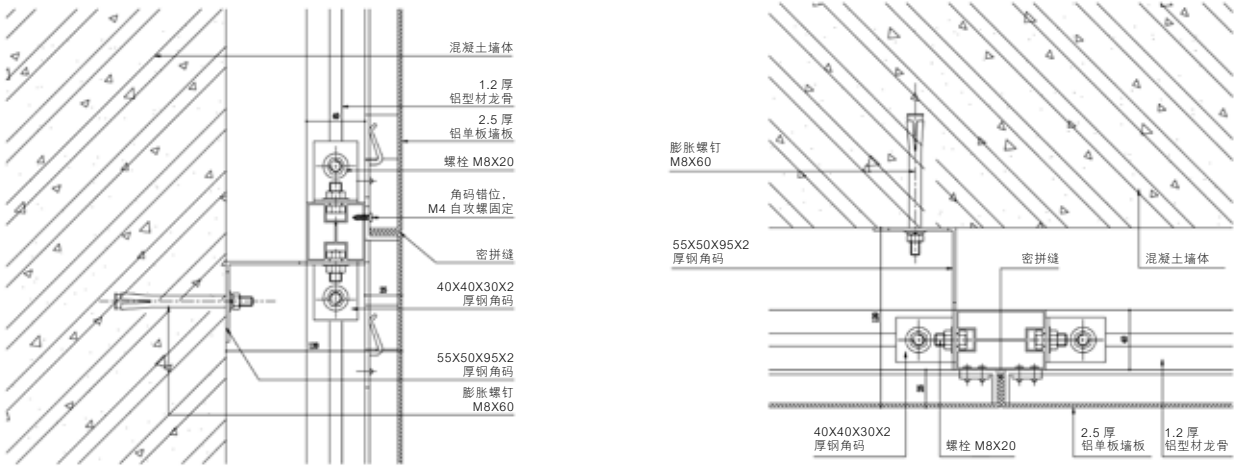 混凝土墙体
1.2 厚
铝型材龙骨
2.5 厚
铝单板墙板
螺栓 M8X20
角码错位，
M4 自攻螺固定
密拼缝
40X40X30X2
厚钢角码
55X50X95X2
厚钢角码
膨胀螺钉
M8X60
膨胀螺钉
M8X60
55X50X95X2
厚钢角码
密拼缝
混凝土墙体
40X40X30X2
厚钢角码
螺栓 M8X20
2.5 厚
铝单板墙板
1.2 厚
铝型材龙骨